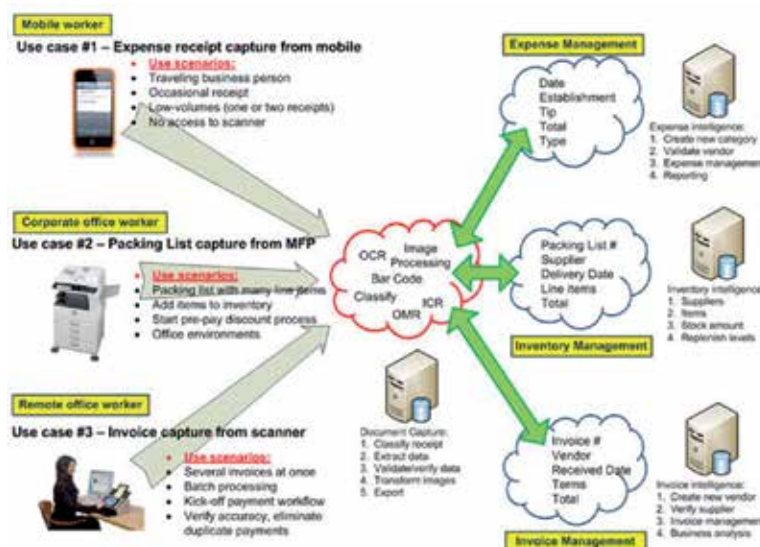 Mobile worker
Use case #1 – Expense receipt capture from mobile
• Use scenarios:
• Traveling business person
• Occasional receipt
• Low-volumes (one or two receipts)
• No access to scanner
Corporate office worker
Use case #2 – Packing List capture from MFP
• Use scenarios:
• Packing list with many line items
• Add items to inventory
• Start pre-pay discount process
• Office environments
Remote office worker
Use case #3 – Invoice capture from scanner
• Use scenarios:
• Several invoices at once
• Batch processing
• Kick-off payment workflow
• Verify accuracy, eliminate
duplicate payments
OCR
Image
Processing
Bar Code
Classify
ICR
OMR
Document Capture:
1. Classify receipt
2. Extract data
3. Validate/verify data
4. Transform images
5. Export
Expense Management
Date
Establishment
Tip
Total
Type
Expense intelligence:
1. Create new category
2. Validate vendor
3. Expense management
4. Reporting
Packing List #
Supplier
Delivery Date
Line items
Total
Inventory Management
Inventory intelligence:
1. Suppliers
2. Items
3. Stock amount
4. Replenish levels
Invoice #
Vendor
Received Date
Terms
Total
Invoice Management
Invoice intelligence:
1. Create new vendor
2. Verify supplier
3. Invoice management
4. Business analysis